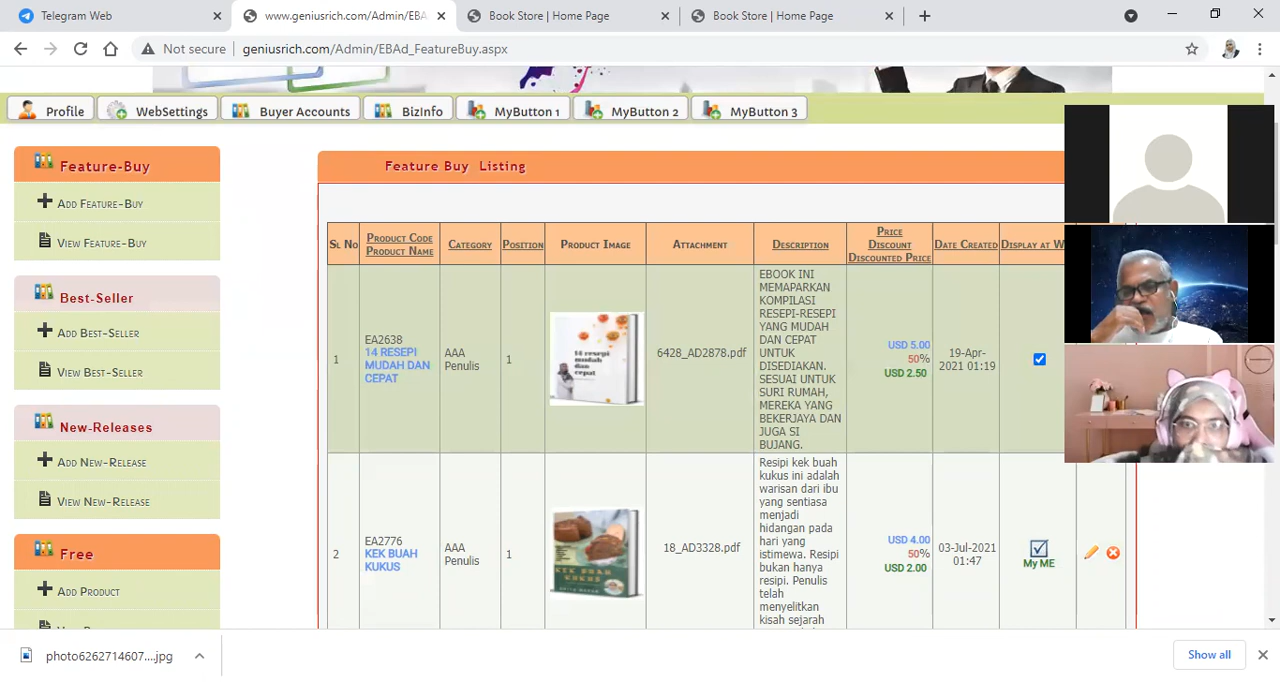 Telegram Web
www.geniusrich.com/Admin/EBA
Book Store | Home Page
Book Store | Home Page
Not secure
geniusrich.com/Admin/EBAd_FeatureBuy.aspx
Profile
WebSettings
Buyer Accounts
BizInfo
MyButton 1
MyButton 2
MyButton 3
Feature-Buy
Add Feature-Buy
View Feature-Buy
Best-Seller
Add Best-Seller
View Best-Seller
New-Releases
Add New-Release
View New-Release
Free
Add Product
Feature Buy Listing
Sl No
Product Code
Product Name
Category
Position
Product Image
Attachment
Description
Price
Discount
Discounted Price
Date Created
Display at W
1
EA2638
14 RESEPI
MUDAH DAN
CEPAT
AAA
Penulis
1
14 resepi
mudah
dan
cepat
6428_AD2878.pdf
EBOOK INI
MEMAPARKAN
KOMPILASI
RESEPI-RESEPI
YANG MUDAH
DAN CEPAT
UNTUK
DISEDIAKAN.
SESUAI UNTUK
SURI RUMAH,
MEREKA YANG
BEKERJAYA DAN
JUGA SI
BUJANG.
USD 5.00
50%
USD 2.50
19-Apr-
2021 01:19
2
EA2776
KEK BUAH
KUKUS
AAA
Penulis
1
KEK BUAH
KUKUS
18_AD3328.pdf
Resipi kek buah
kukus ini adalah
warisan dari ibu
yang sentiasa
menjadi
hidangan pada
hari yang
istimewa. Resipi
bukan hanya
resipi. Penulis
telah
menyelitkan
kisah sejarah
USD 4.00
50%
USD 2.00
03-Jul-2021
01:47
My ME
photo6262714607....jpg
Show all